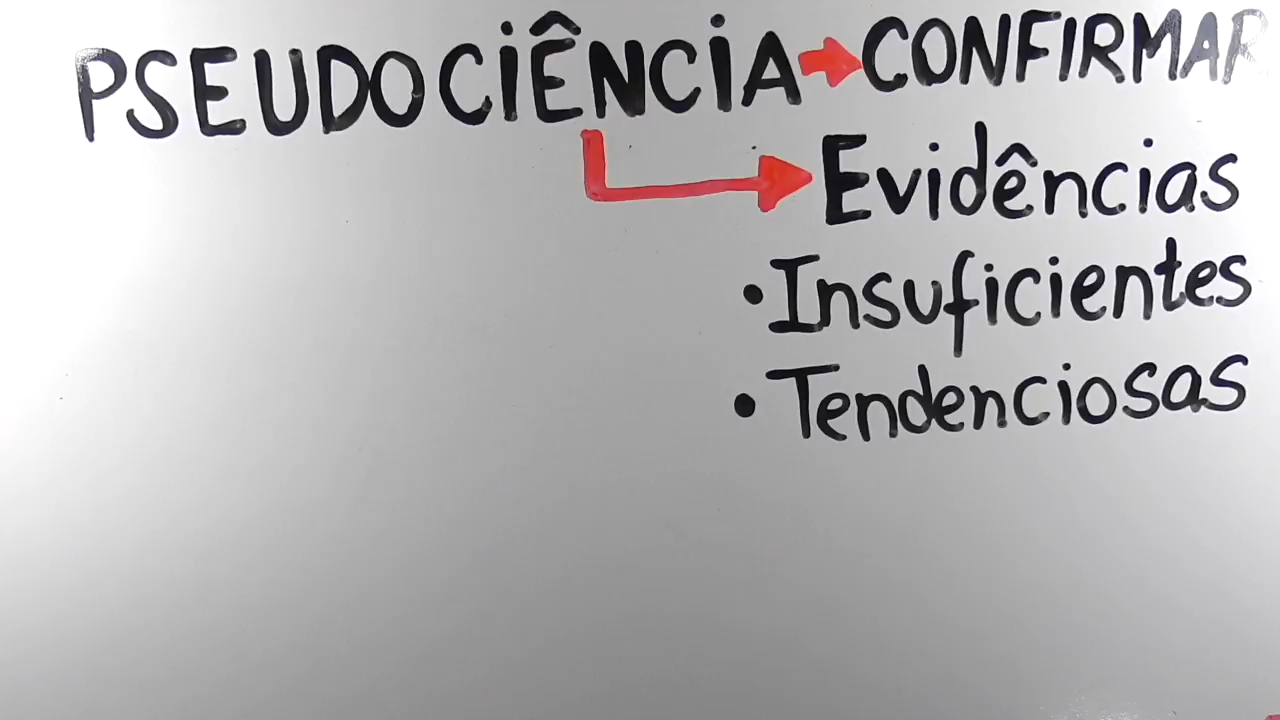 PSEUDOCIÊNCIA CONFIRMAR
Evidências
• Insuficientes
• Tendenciosas